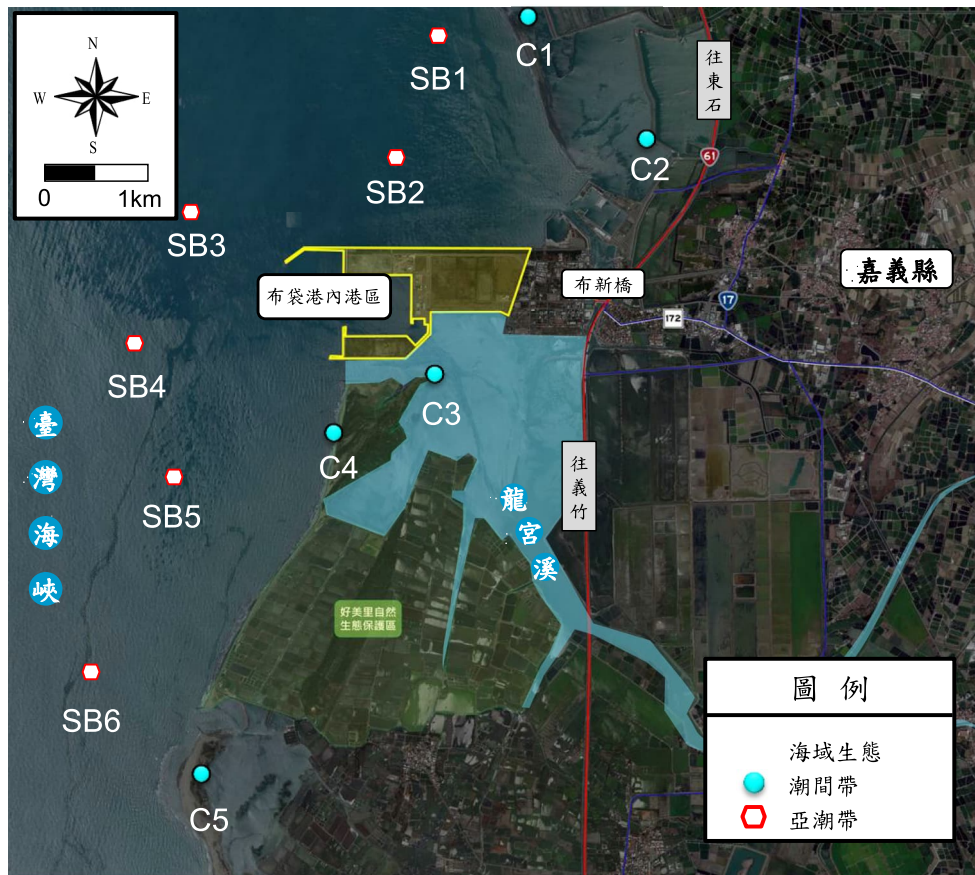 N
W
E
S
0
1km
C1
SB1
往東石
C2
61
SB2
SB3
嘉義縣
布袋港內港區
布新橋
17
172
SB4
C3
臺灣海峽
C4
往義竹
SB5
龍宮溪
好美里自然
生態保護區
SB6
C5
圖 例
海域生態
潮間帶
亞潮帶